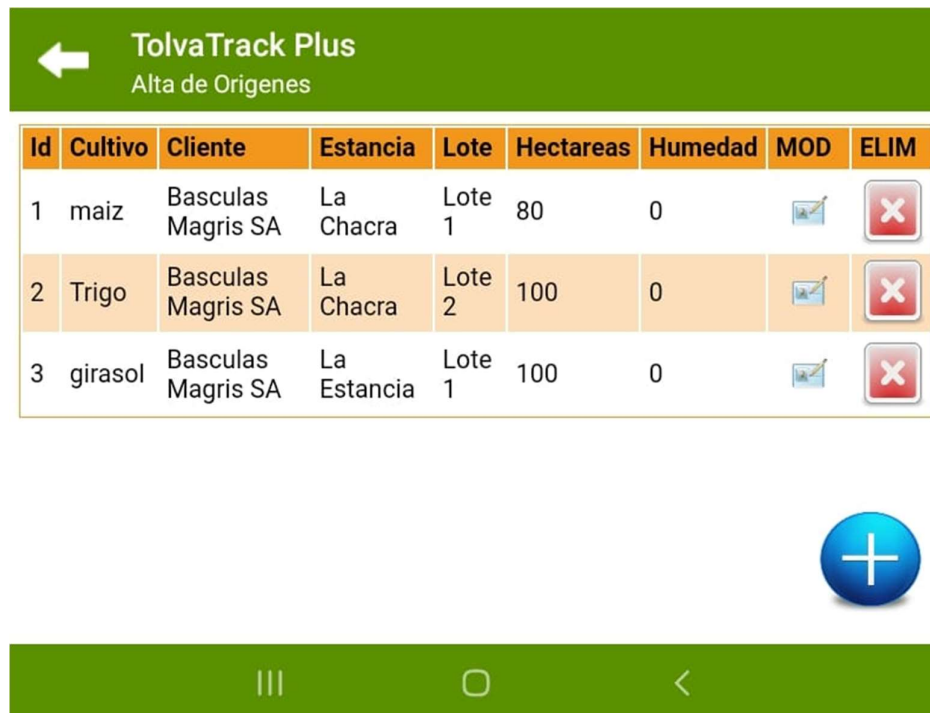 TolvaTrack Plus
Alta de Origenes
Id Cultivo Cliente Estancia Lote Hectareas Humedad MOD ELIM
1 maiz Basculas Magris SA La Chacra Lote 1 80 0
2 Trigo Basculas Magris SA La Chacra Lote 2 100 0
3 girasol Basculas Magris SA La Estancia Lote 1 100 0